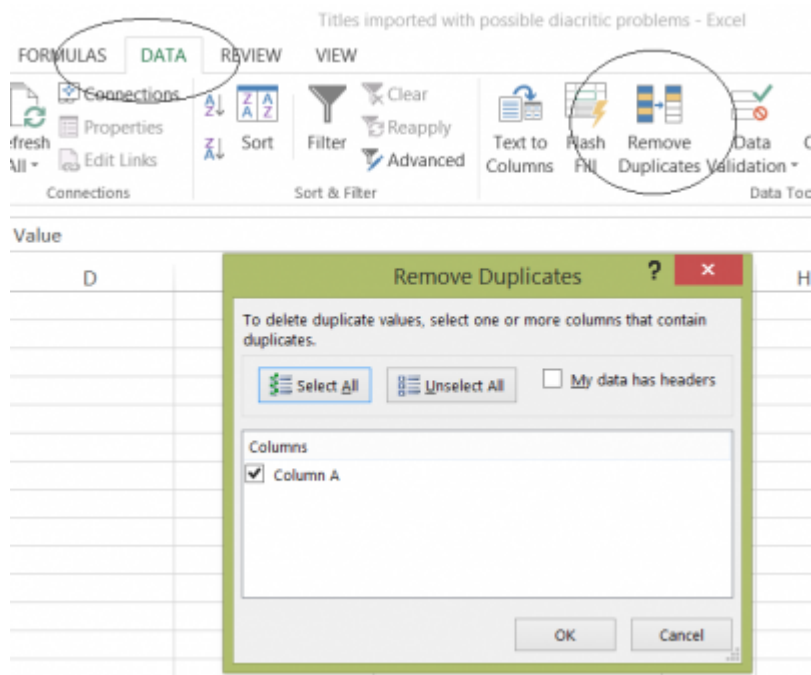 Titles imported with possible diacritic problems - Excel
FORMULAS DATA REVIEW VIEW
Connections
Properties
Edit Links
Connections
Sort
Filter
Clear
Reapply
Advanced
Sort & Filter
Text to
Columns
Flash
Fill
Remove
Duplicates
Data
Validation
Value
D
H
Remove Duplicates ? ×
To delete duplicate values, select one or more columns that contain
duplicates.
Select All Unselect All My data has headers
Columns
Column A
OK Cancel